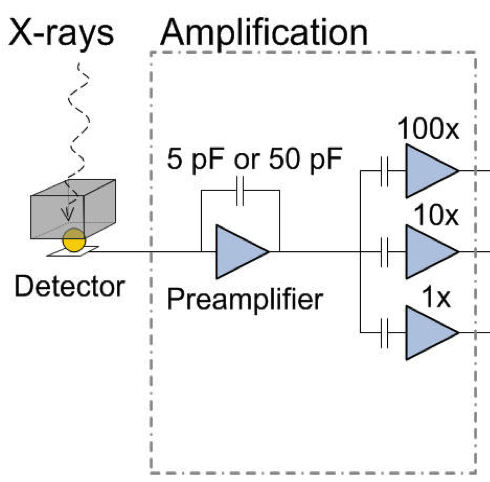 X-rays
Amplification
100x
5 pF or 50 pF
10x
Detector
Preamplifier
1x